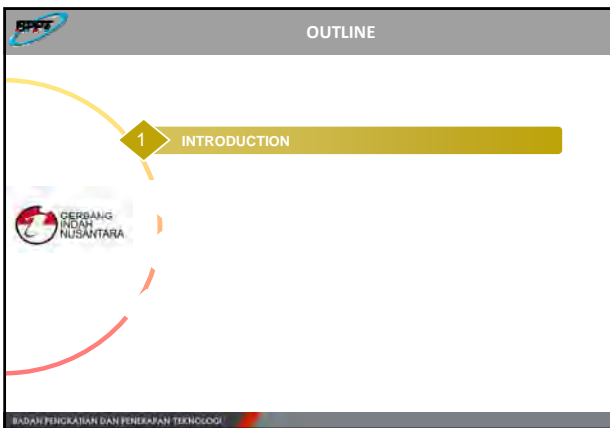 BPPT
OUTLINE
1
INTRODUCTION
GERBANG
INDAH
NUSANTARA
BADAN PENGKAJIAN DAN PENERAPAN TEKNOLOGI